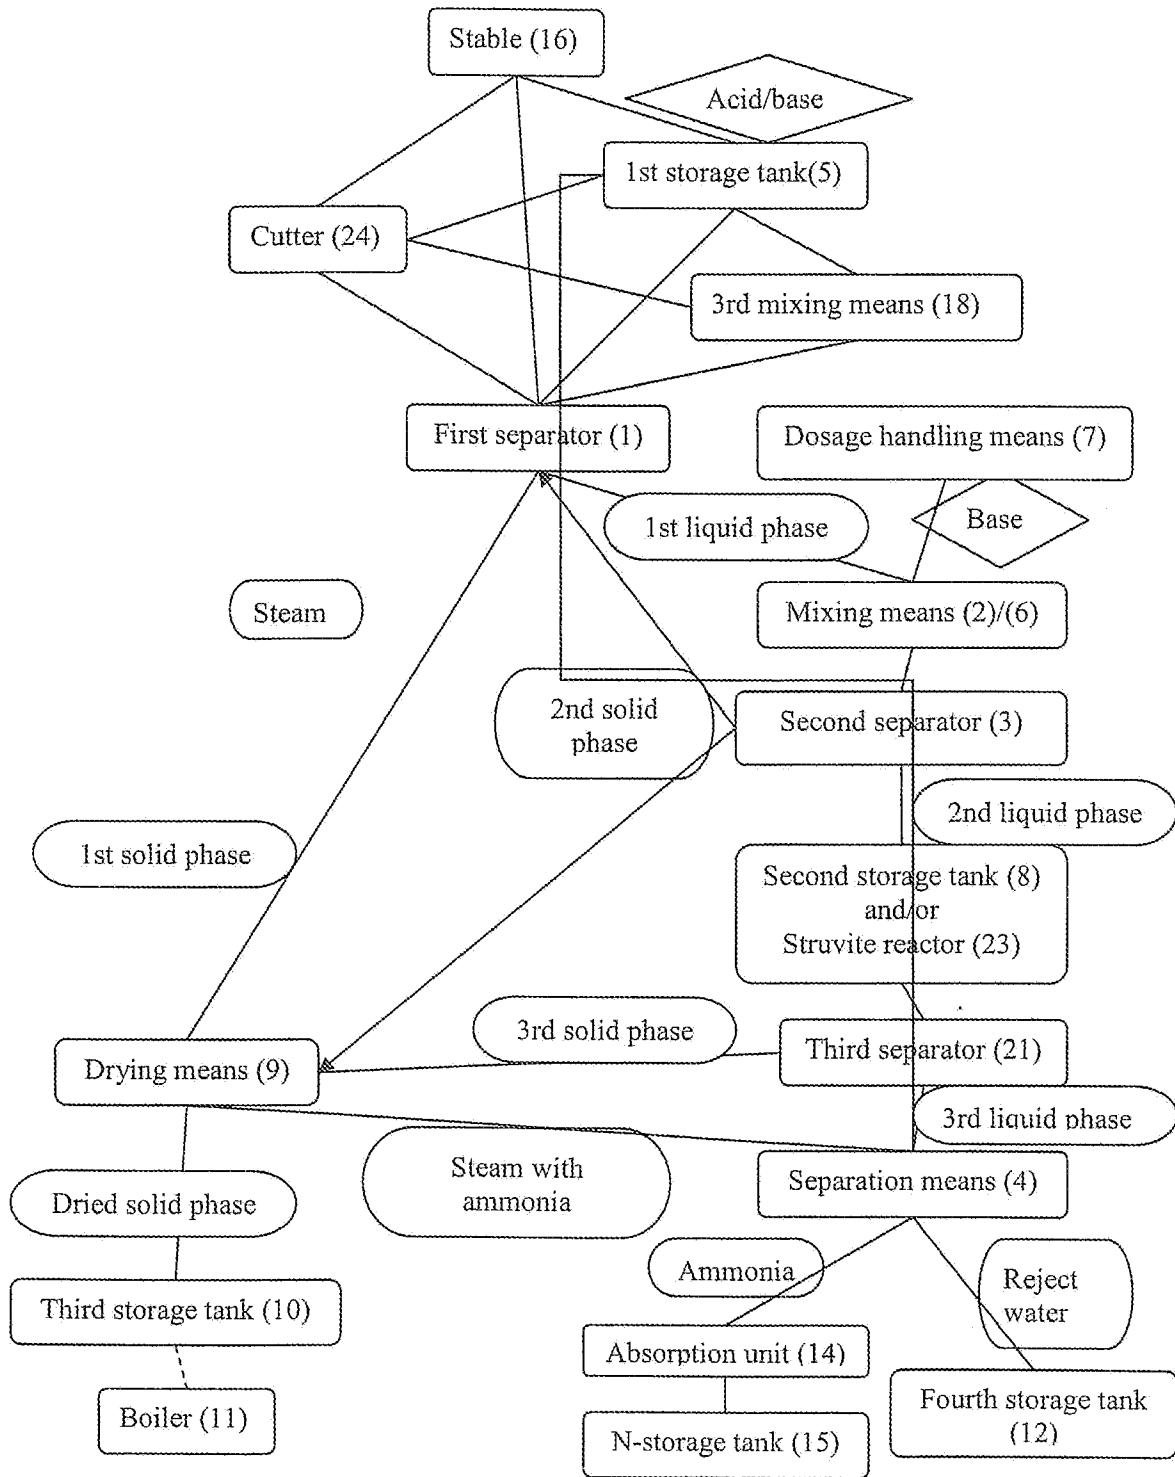 Stable (16)
Acid/base
1st storage tank(5)
Cutter (24)
3rd mixing means (18)
First separator (1)
Dosage handling means (7)
1st liquid phase
Base
Steam
Mixing means (2)/(6)
2nd solid
phase
Second separator (3)
2nd liquid phase
1st solid phase
Second storage tank (8)
and/or
Struvite reactor (23)
3rd solid phase
Third separator (21)
Drying means (9)
3rd liquid phase
Steam with
ammonia
Separation means (4)
Dried solid phase
Ammonia
Reject
water
Third storage tank (10)
Absorption unit (14)
Fourth storage tank
(12)
Boiler (11)
N-storage tank (15)